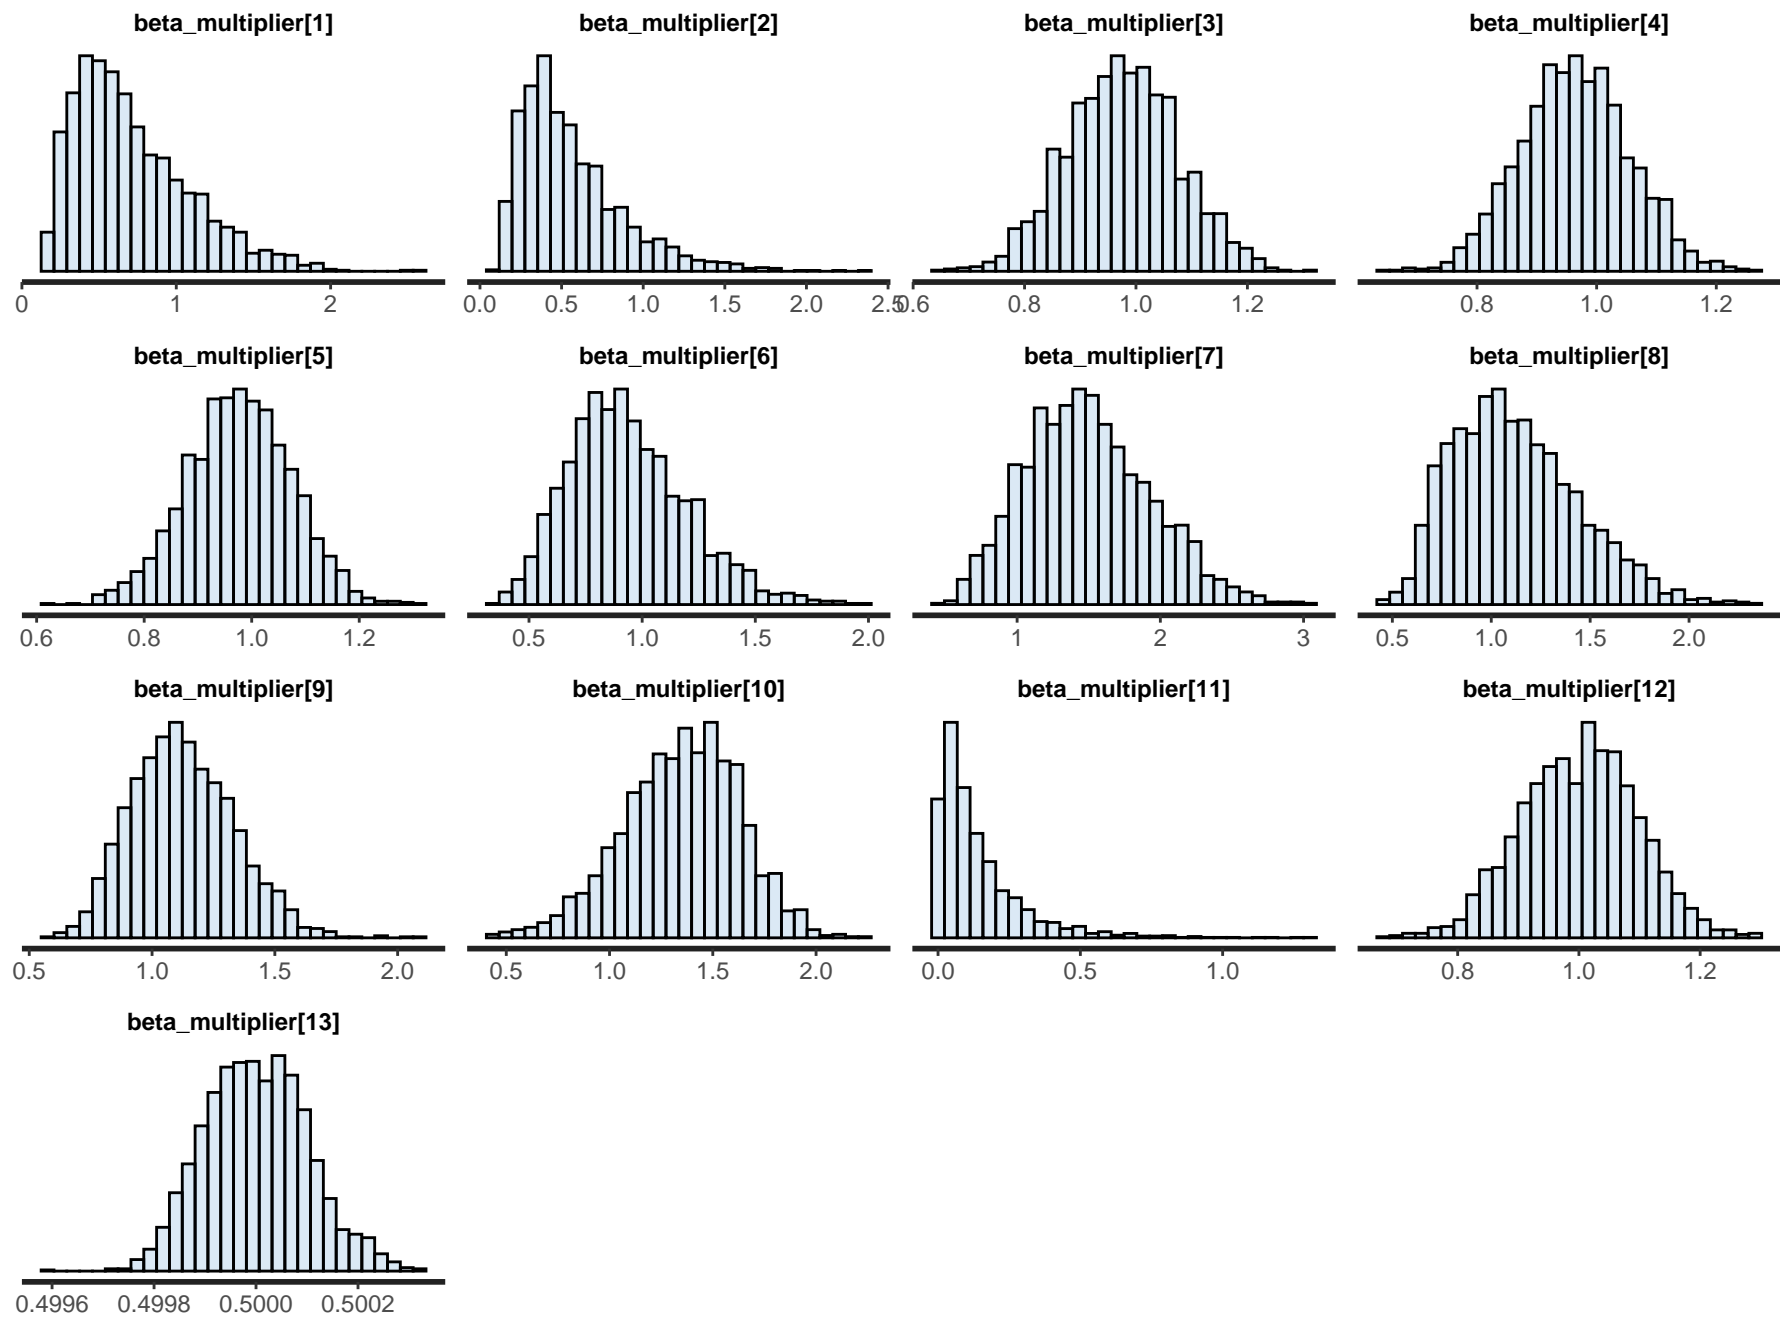 beta_multiplier[1] beta_multiplier[2] beta_multiplier[3] beta_multiplier[4]
0 1 2 0.0 0.5 1.0 1.5 2.0 2.5 0.6 0.8 1.0 1.2 0.8 1.0 1.2
beta_multiplier[5] beta_multiplier[6] beta_multiplier[7] beta_multiplier[8]
0.6 0.8 1.0 1.2 0.5 1.0 1.5 2.0 1 2 3 0.5 1.0 1.5 2.0
beta_multiplier[9] beta_multiplier[10] beta_multiplier[11] beta_multiplier[12]
0.5 1.0 1.5 2.0 0.5 1.0 1.5 2.0 0.0 0.5 1.0 0.8 1.0 1.2
beta_multiplier[13]
0.4996 0.4998 0.5000 0.5002